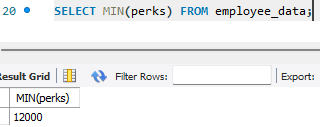 20 SELECT MIN(perks) FROM employee_data;
Result Grid Filter Rows: Export:
MIN(perks)
12000